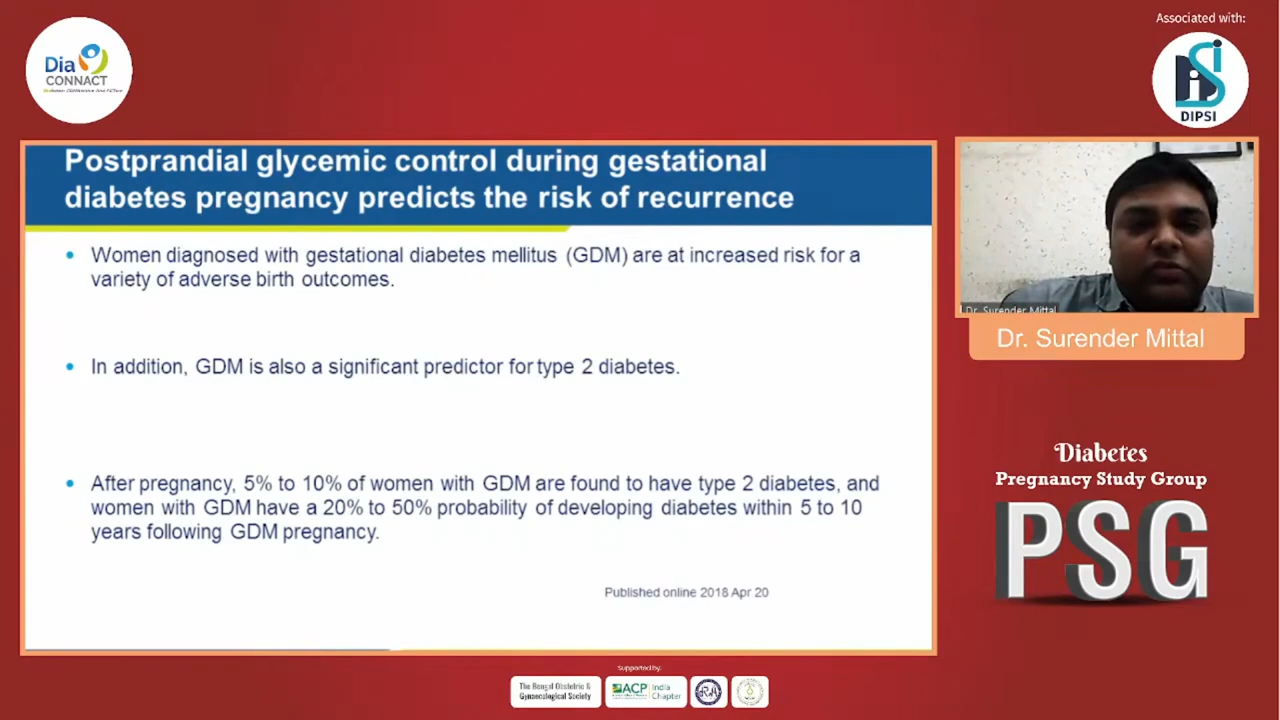 Associated with:
Dia
CONNACT
DiSi
DIPSI
Postprandial glycemic control during gestational
diabetes pregnancy predicts the risk of recurrence
• Women diagnosed with gestational diabetes mellitus (GDM) are at increased risk for a
variety of adverse birth outcomes.
• In addition, GDM is also a significant predictor for type 2 diabetes.
• After pregnancy, 5% to 10% of women with GDM are found to have type 2 diabetes, and
women with GDM have a 20% to 50% probability of developing diabetes within 5 to 10
years following GDM pregnancy.
Published online 2018 Apr 20
Dr. Surender Mittal
Dr. Surender Mittal
Diabetes
Pregnancy Study Group
PSG
Supported by:
The Bengal Obstetric &
Gynaecological Society
ACP
India
Chapter